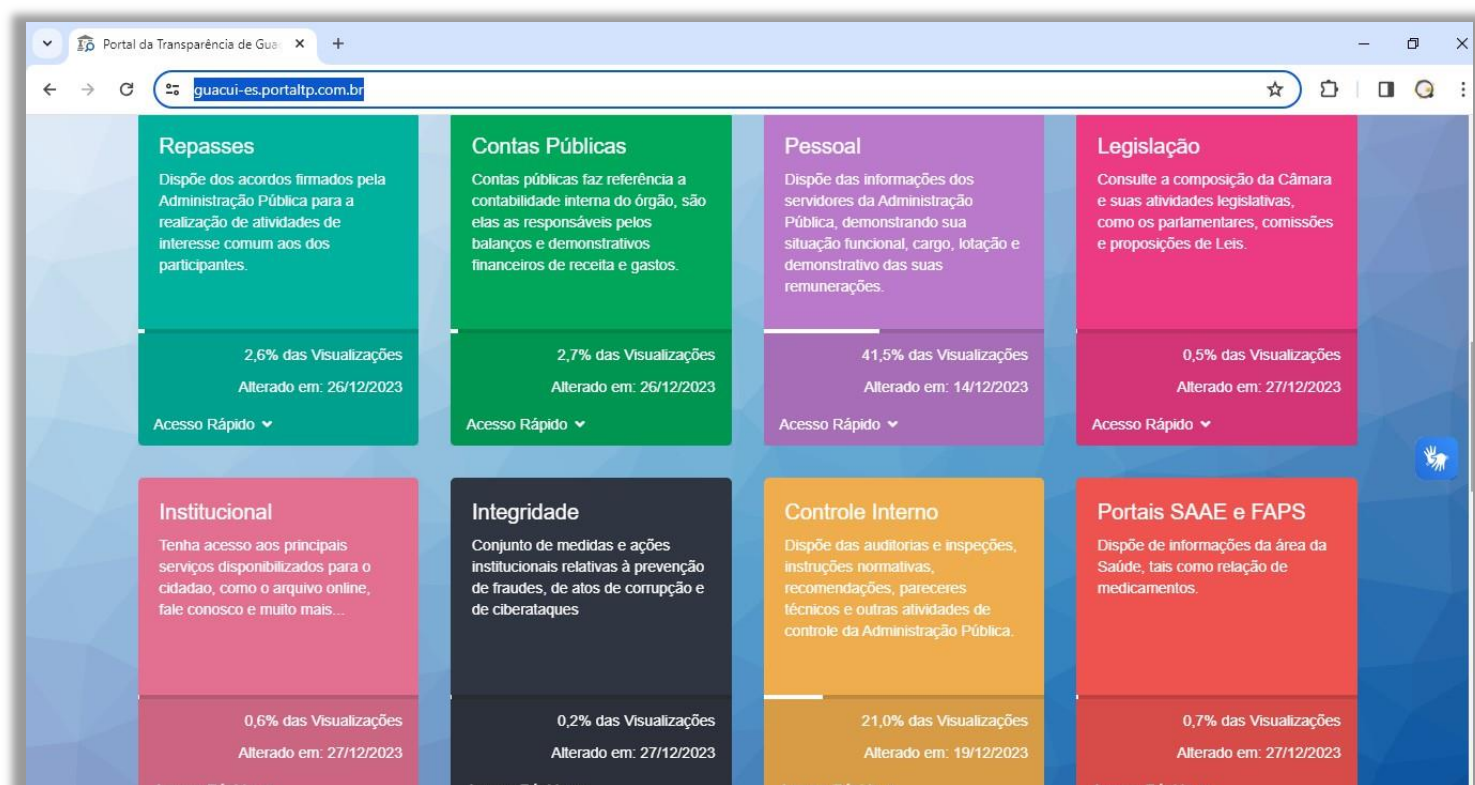 Portal da Transparência de Gua
guacui-es.portaltp.com.br
Repasses
Dispõe dos acordos firmados pela
Administração Pública para a
realização de atividades de
interesse comum aos dos
participantes.
2,6% das Visualizações
Alterado em: 26/12/2023
Acesso Rápido
Contas Públicas
Contas públicas faz referência a
contabilidade interna do órgão, são
elas as responsáveis pelos
balanços e demonstrativos
financeiros de receita e gastos.
2,7% das Visualizações
Alterado em: 26/12/2023
Acesso Rápido
Pessoal
Dispõe das informações dos
servidores da Administração
Pública, demonstrando sua
situação funcional, cargo, lotação e
demonstrativo das suas
remunerações.
41,5% das Visualizações
Alterado em: 14/12/2023
Acesso Rápido
Legislação
Consulte a composição da Câmara
e suas atividades legislativas,
como os parlamentares, comissões
e proposições de Leis.
0,5% das Visualizações
Alterado em: 27/12/2023
Acesso Rápido
Institucional
Tenha acesso aos principais
serviços disponibilizados para o
cidadao, como o arquivo online,
fale conosco e muito mais...
0,6% das Visualizações
Alterado em: 27/12/2023
Integridade
Conjunto de medidas e ações
institucionais relativas à prevenção
de fraudes, de atos de corrupção e
de ciberataques
0,2% das Visualizações
Alterado em: 27/12/2023
Controle Interno
Dispõe das auditorias e inspeções,
instruções normativas,
recomendações, pareceres
técnicos e outras atividades de
controle da Administração Pública.
21,0% das Visualizações
Alterado em: 19/12/2023
Portais SAAE e FAPS
Dispõe de informações da área da
Saúde, tais como relação de
medicamentos.
0,7% das Visualizações
Alterado em: 27/12/2023